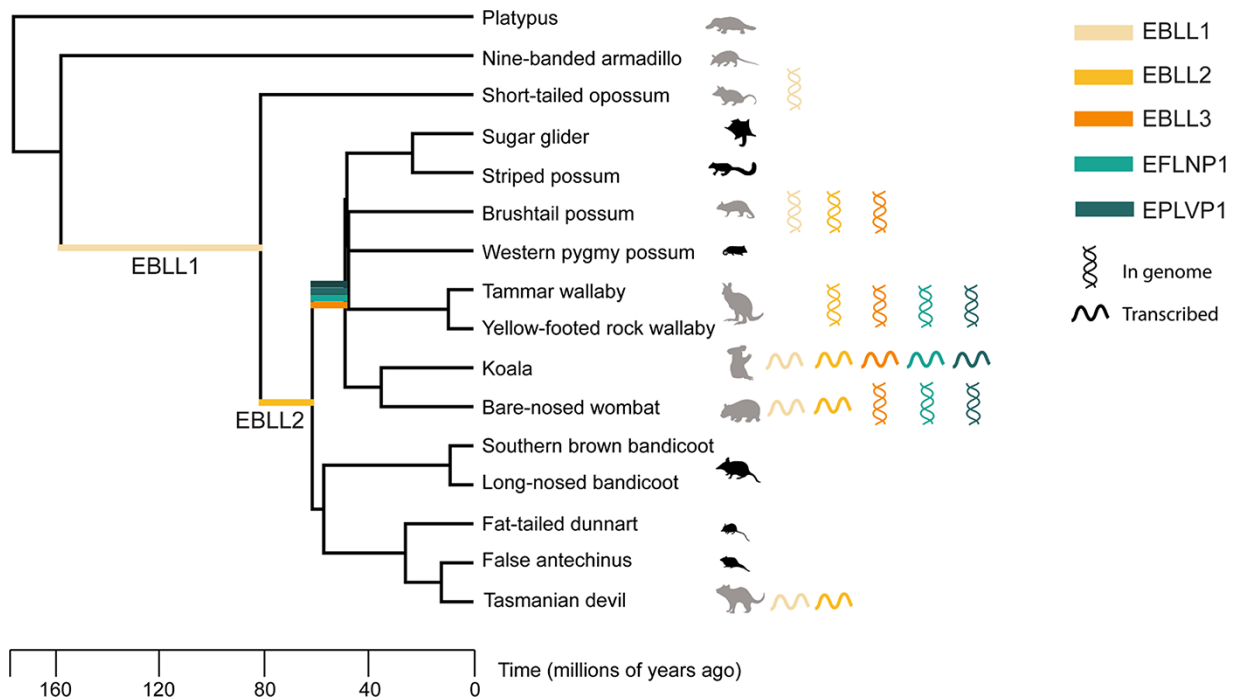 Platypus
Nine-banded armadillo
Short-tailed opossum
Sugar glider
Striped possum
Brushtail possum
Western pygmy possum
Tammar wallaby
Yellow-footed rock wallaby
Koala
Bare-nosed wombat
Southern brown bandicoot
Long-nosed bandicoot
Fat-tailed dunnart
False antechinus
Tasmanian devil
EBLL1
EBLL2
EBLL1
EBLL2
EBLL3
EFLNP1
EPLVP1
In genome
Transcribed
160 120 80 40 0
Time (millions of years ago)